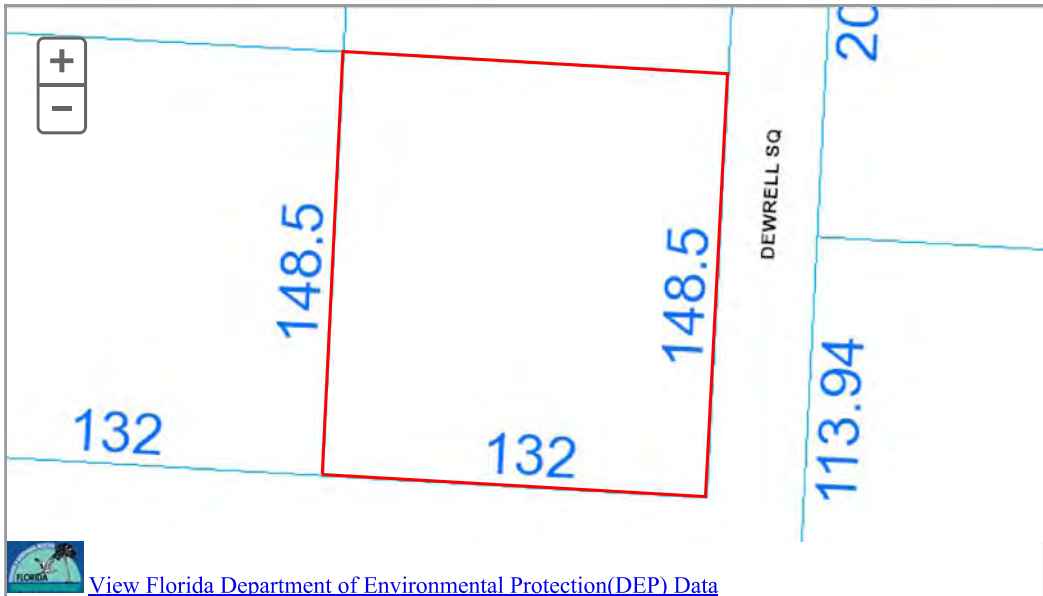 +
−
20
DEWRELL SQ
148.5
148.5
113.94
132
132
FLORIDA
View Florida Department of Environmental Protection(DEP) Data